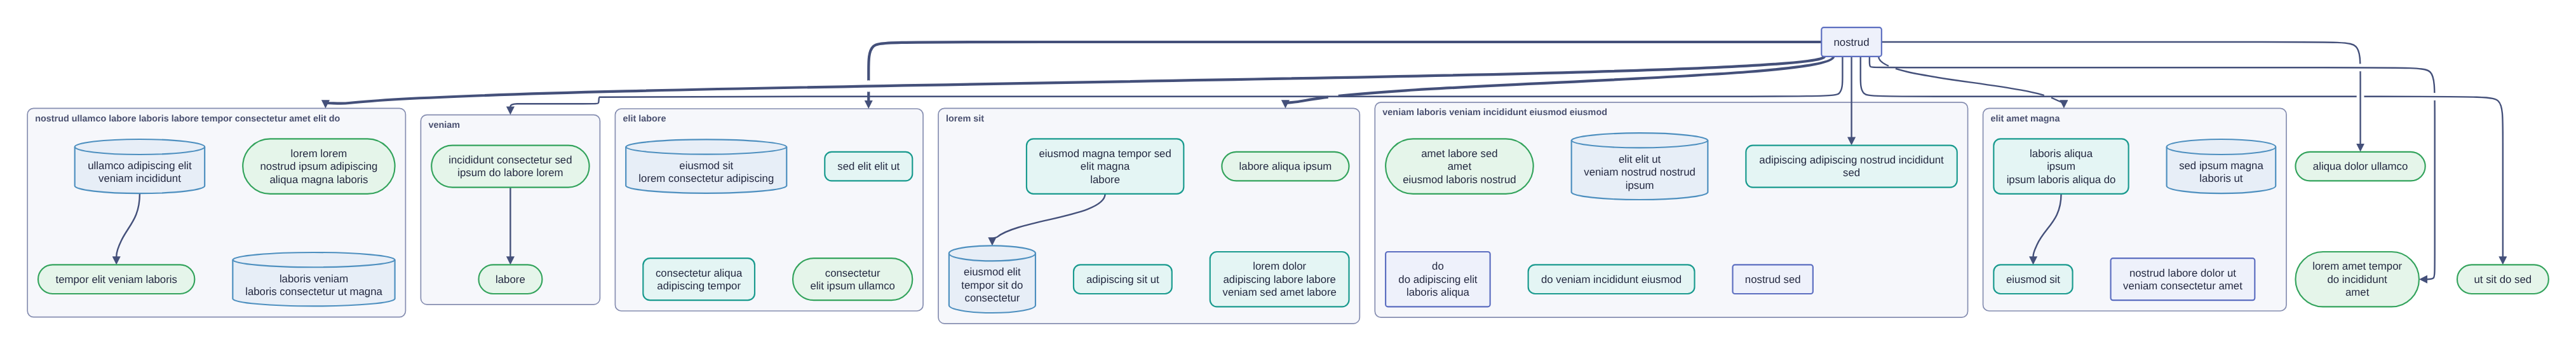 nostrud
nostrud ullamco labore laboris labore tempor consectetur amet elit do
ullamco adipiscing elit
veniam incididunt
lorem lorem
nostrud ipsum adipiscing
aliqua magna laboris
tempor elit veniam laboris
laboris veniam
laboris consectetur ut magna
veniam
incididunt consectetur sed
ipsum do labore lorem
labore
elit labore
eiusmod sit
lorem consectetur adipiscing
sed elit elit ut
consectetur aliqua
adipiscing tempor
consectetur
elit ipsum ullamco
lorem sit
eiusmod magna tempor sed
elit magna
labore
labore aliqua ipsum
eiusmod elit
tempor sit do
consectetur
adipiscing sit ut
lorem dolor
adipiscing labore labore
veniam sed amet labore
veniam laboris veniam incididunt eiusmod eiusmod
amet labore sed
amet
eiusmod laboris nostrud
elit elit ut
veniam nostrud nostrud
ipsum
adipiscing adipiscing nostrud incididunt
sed
do
do adipiscing elit
laboris aliqua
do veniam incididunt eiusmod
nostrud sed
elit amet magna
laboris aliqua
ipsum
ipsum laboris aliqua do
sed ipsum magna
laboris ut
eiusmod sit
nostrud labore dolor ut
veniam consectetur amet
aliqua dolor ullamco
lorem amet tempor
do incididunt
amet
ut sit do sed